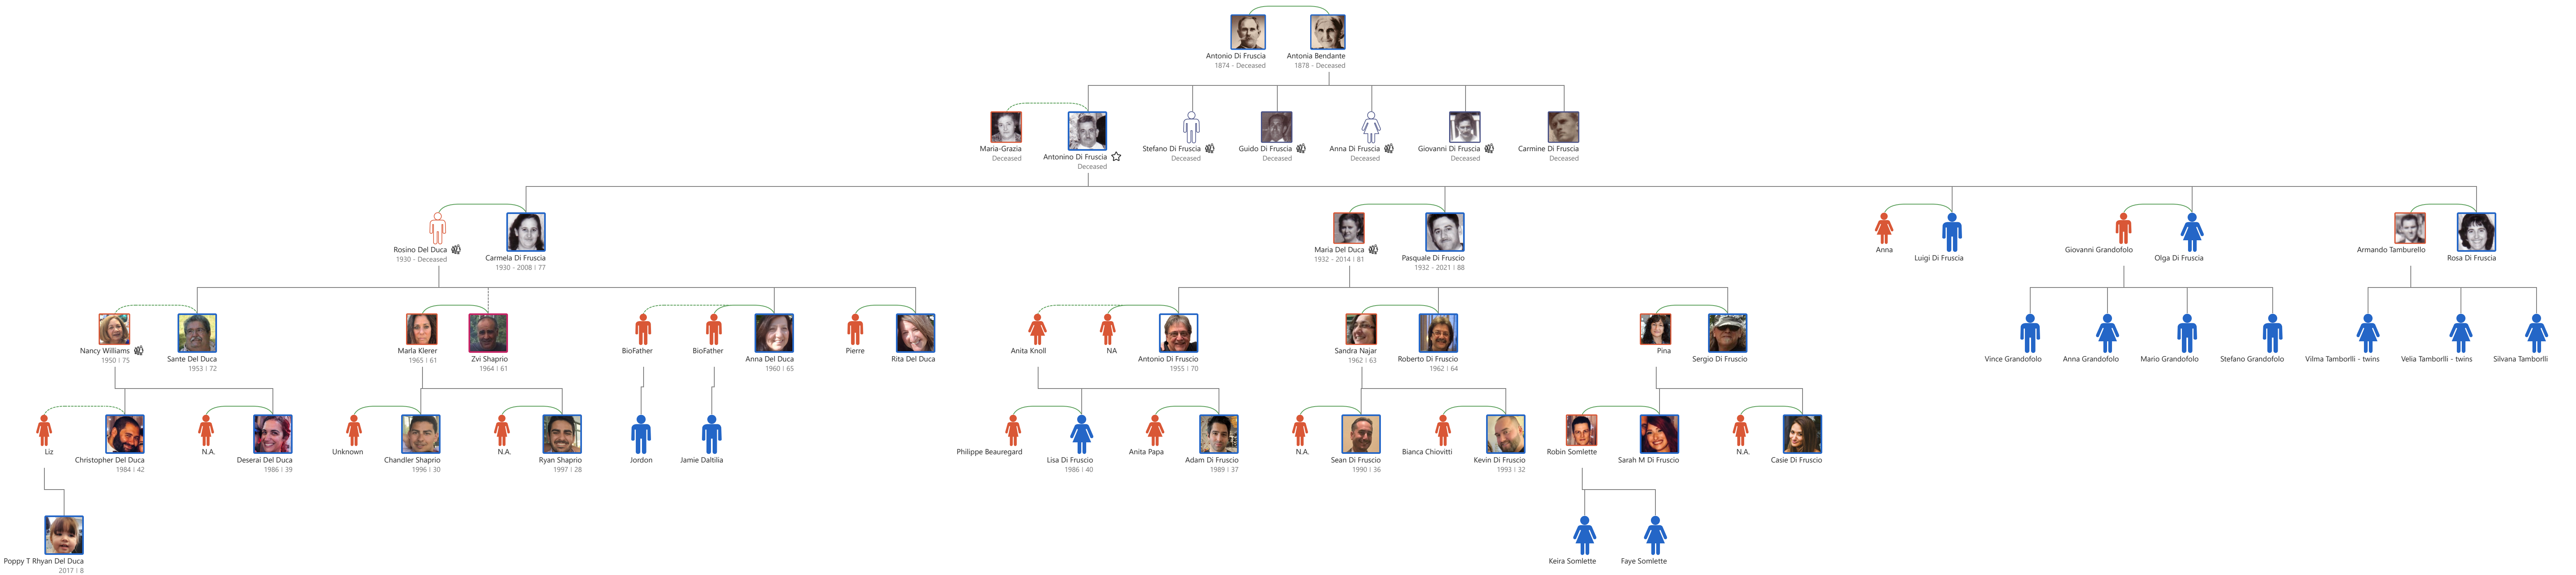 Antonio Di Fruscia
1874 - Deceased
Antonia Bendante
1878 - Deceased
Maria-Grazia
Deceased
Antonino Di Fruscia
Deceased
Stefano Di Fruscia
Deceased
Guido Di Fruscia
Deceased
Anna Di Fruscia
Deceased
Giovanni Di Fruscia
Deceased
Carmine Di Fruscia
Deceased
Rosino Del Duca
1930 - Deceased
Carmela Di Fruscia
1930 - 2008 | 77
Maria Del Duca
1932 - 2014 | 81
Pasquale Di Fruscio
1932 - 2021 | 88
Anna
Luigi Di Fruscia
Giovanni Grandofolo
Olga Di Fruscia
Armando Tamburello
Rosa Di Fruscia
Nancy Williams
1950 | 75
Sante Del Duca
1953 | 72
Marla Klerer
1965 | 61
Zvi Shaprio
1964 | 61
BioFather
BioFather
Anna Del Duca
1960 | 65
Pierre
Rita Del Duca
Anita Knoll
NA
Antonio Di Fruscio
1955 | 70
Sandra Najar
1962 | 63
Roberto Di Fruscio
1962 | 64
Pina
Sergio Di Fruscio
Vince Grandofolo
Anna Grandofolo
Mario Grandofolo
Stefano Grandofolo
Vilma Tamborlli - twins
Velia Tamborlli - twins
Silvana Tamborlli
Liz
Christopher Del Duca
1984 | 42
N.A.
Deserai Del Duca
1986 | 39
Unknown
Chandler Shaprio
1996 | 30
N.A.
Ryan Shaprio
1997 | 28
Jordon
Jamie Daltilia
Philippe Beauregard
Lisa Di Fruscio
1986 | 40
Anita Papa
Adam Di Fruscio
1989 | 37
N.A.
Sean Di Fruscio
1990 | 36
Bianca Chiovitti
Kevin Di Fruscio
1993 | 32
Robin Somlette
Sarah M Di Fruscio
N.A.
Casie Di Fruscio
Poppy T Rhyan Del Duca
2017 | 8
Keira Somlette
Faye Somlette